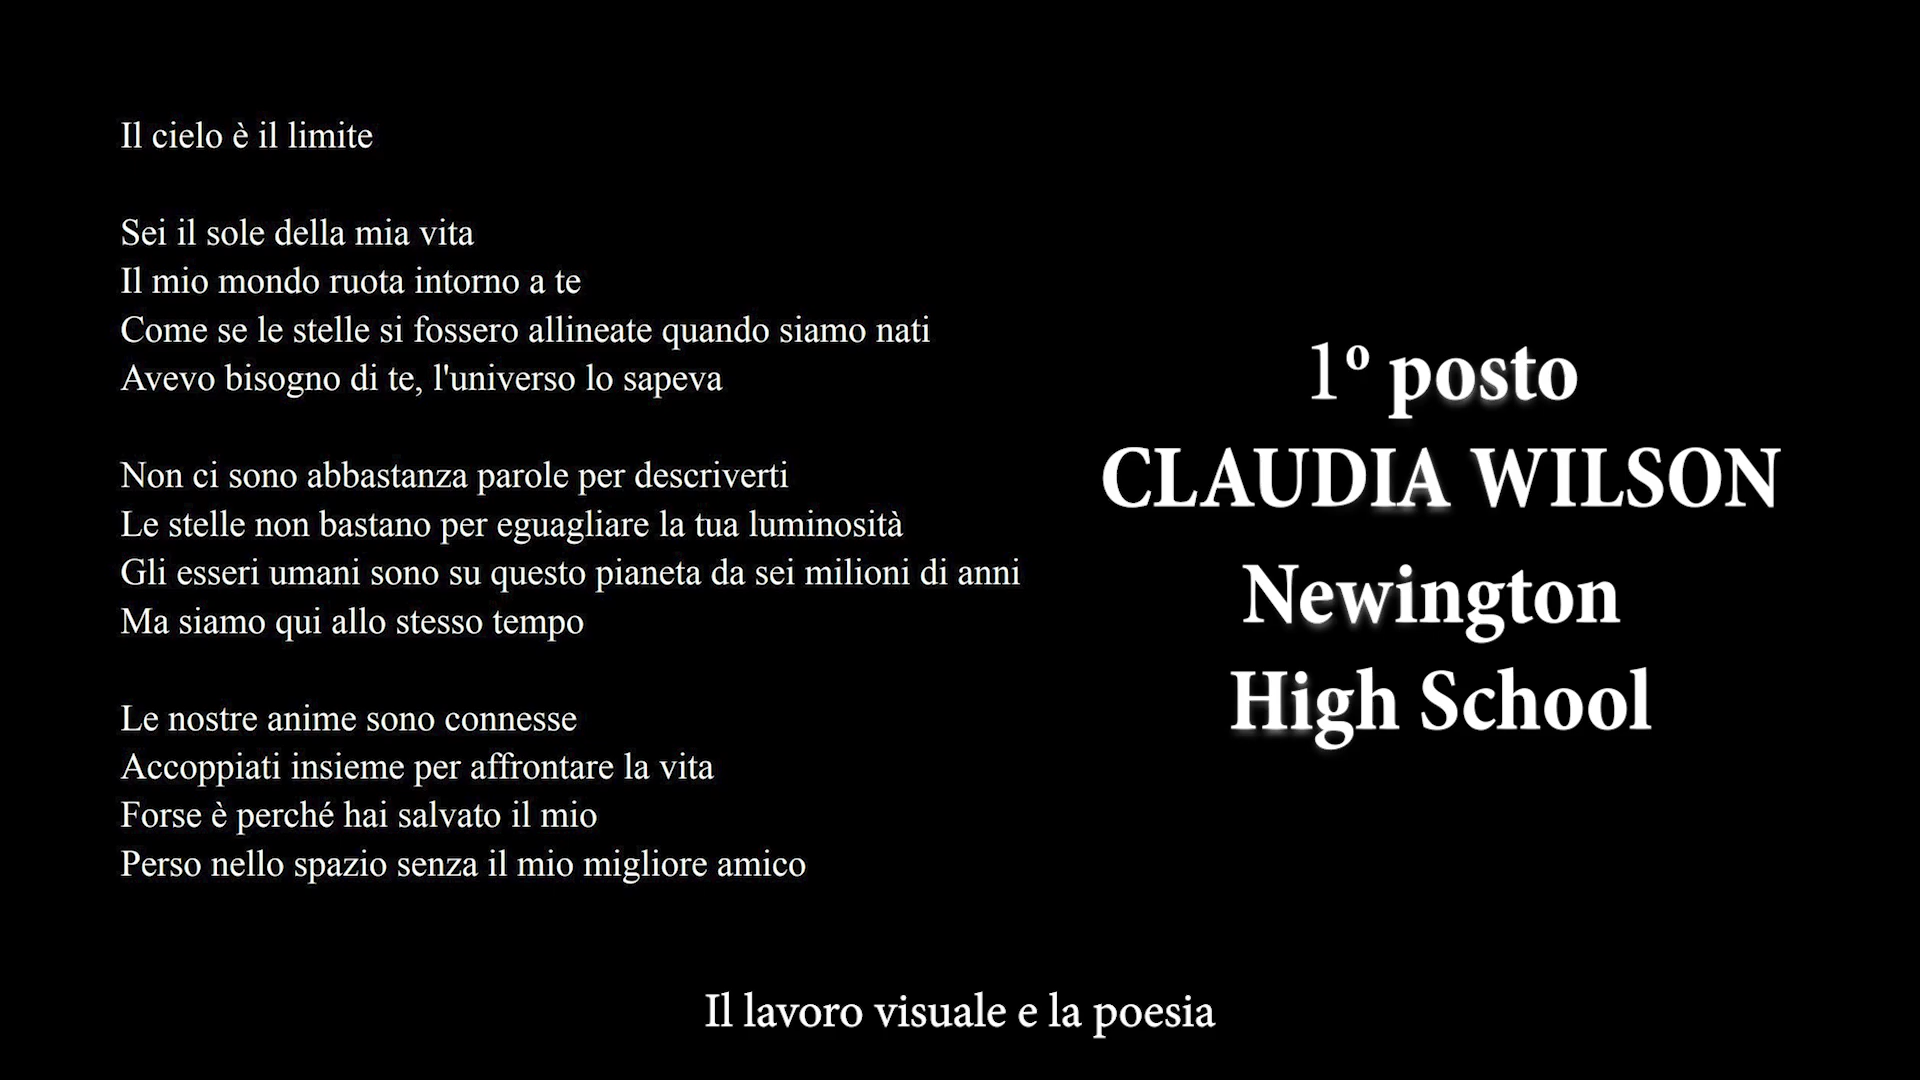 Il cielo è il limite
Sei il sole della mia vita
Il mio mondo ruota intorno a te
Come se le stelle si fossero allineate quando siamo nati
Avevo bisogno di te, l'universo lo sapeva
Non ci sono abbastanza parole per descriverti
Le stelle non bastano per eguagliare la tua luminosità
Gli esseri umani sono su questo pianeta da sei milioni di anni
Ma siamo qui allo stesso tempo
Le nostre anime sono connesse
Accoppiati insieme per affrontare la vita
Forse è perché hai salvato il mio
Perso nello spazio senza il mio migliore amico
1º posto
CLAUDIA WILSON
Newington
High School
Il lavoro visuale e la poesia